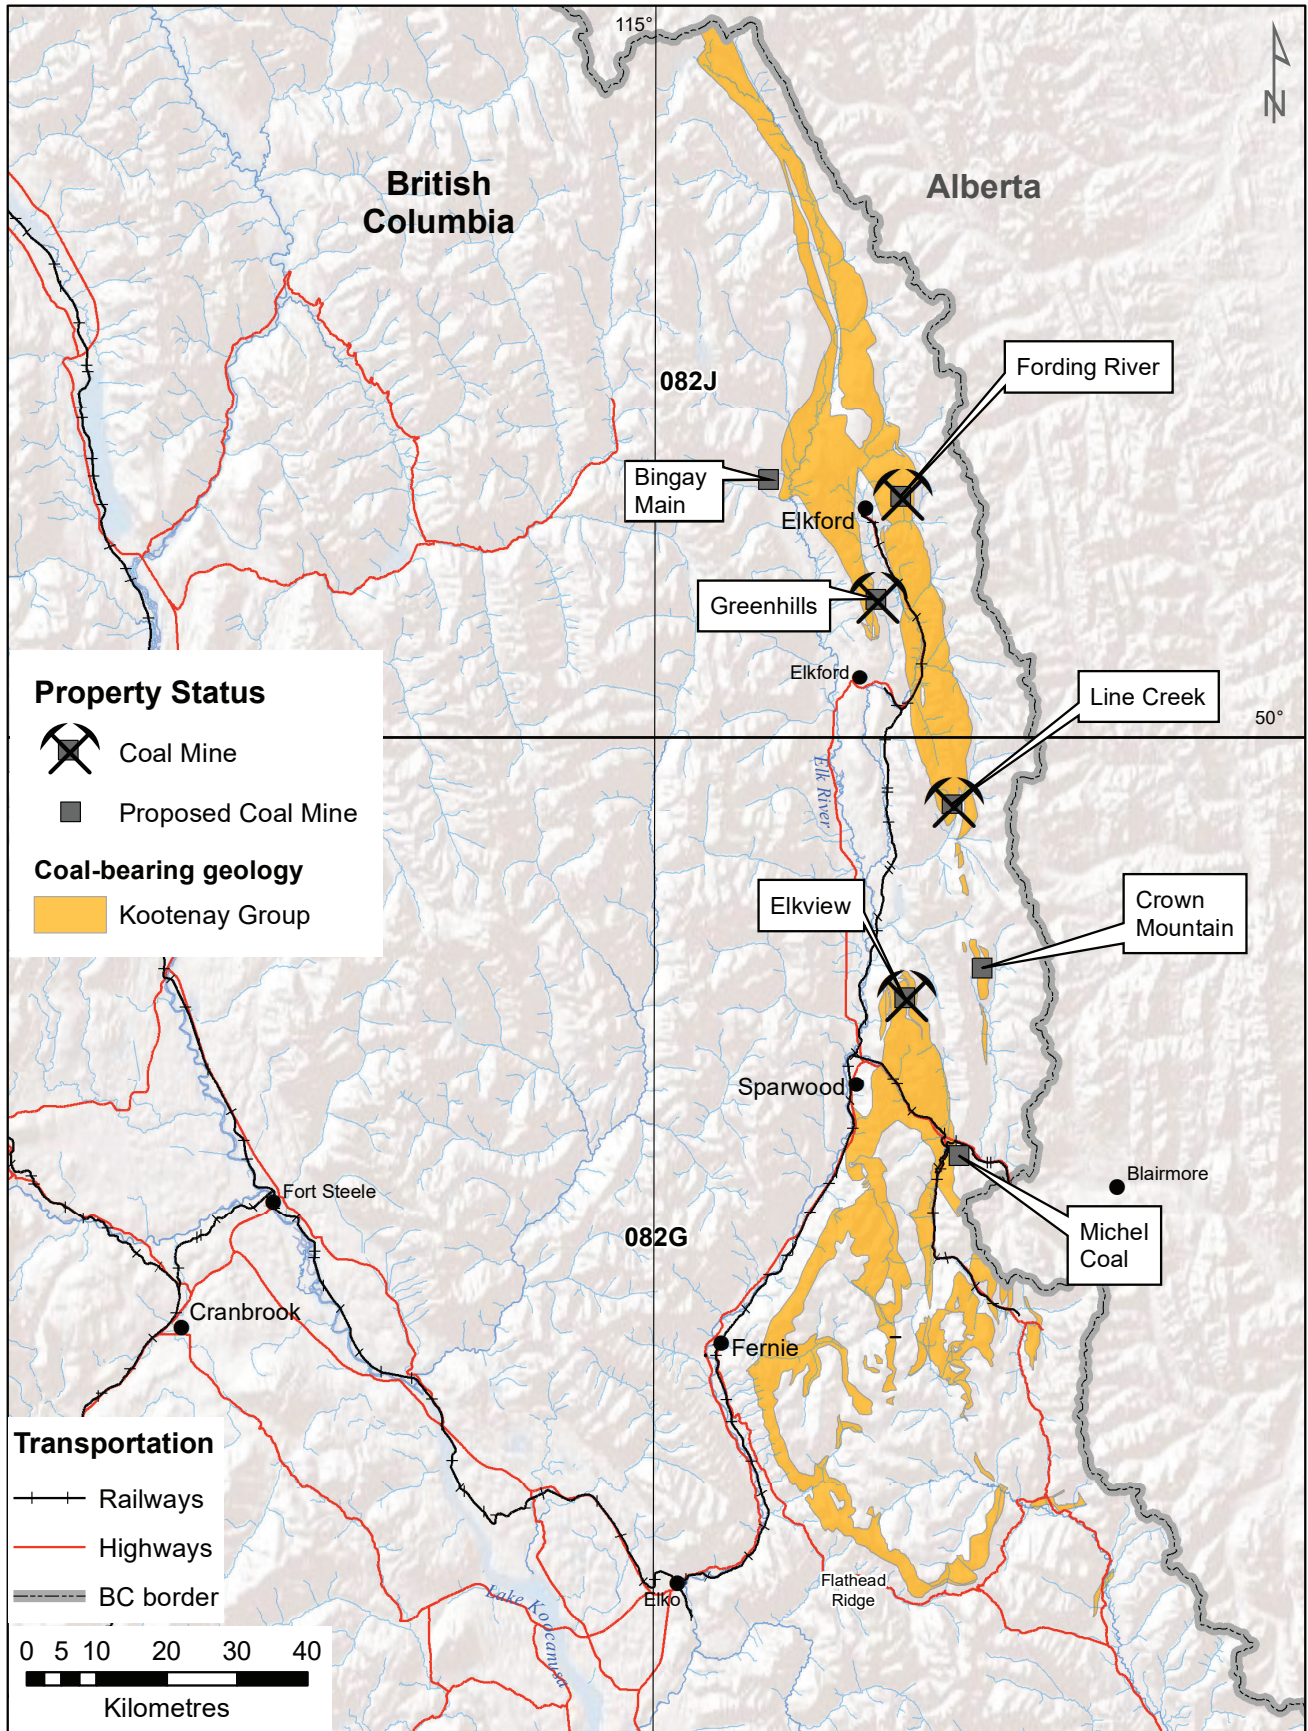 115°
N
British
Columbia
Alberta
Fording River
082J
Bingay
Main
Elkford
Greenhills
Elkford
Line Creek
50°
Property Status
Coal Mine
Proposed Coal Mine
Coal-bearing geology
Kootenay Group
Elk River
Elkview
Crown
Mountain
Sparwood
Blairmore
Fort Steele
082G
Michel
Coal
Cranbrook
Fernie
Transportation
Railways
Highways
BC border
Flathead
Ridge
Elko
Lake Koocanusa
0 5 10 20 30 40
Kilometres